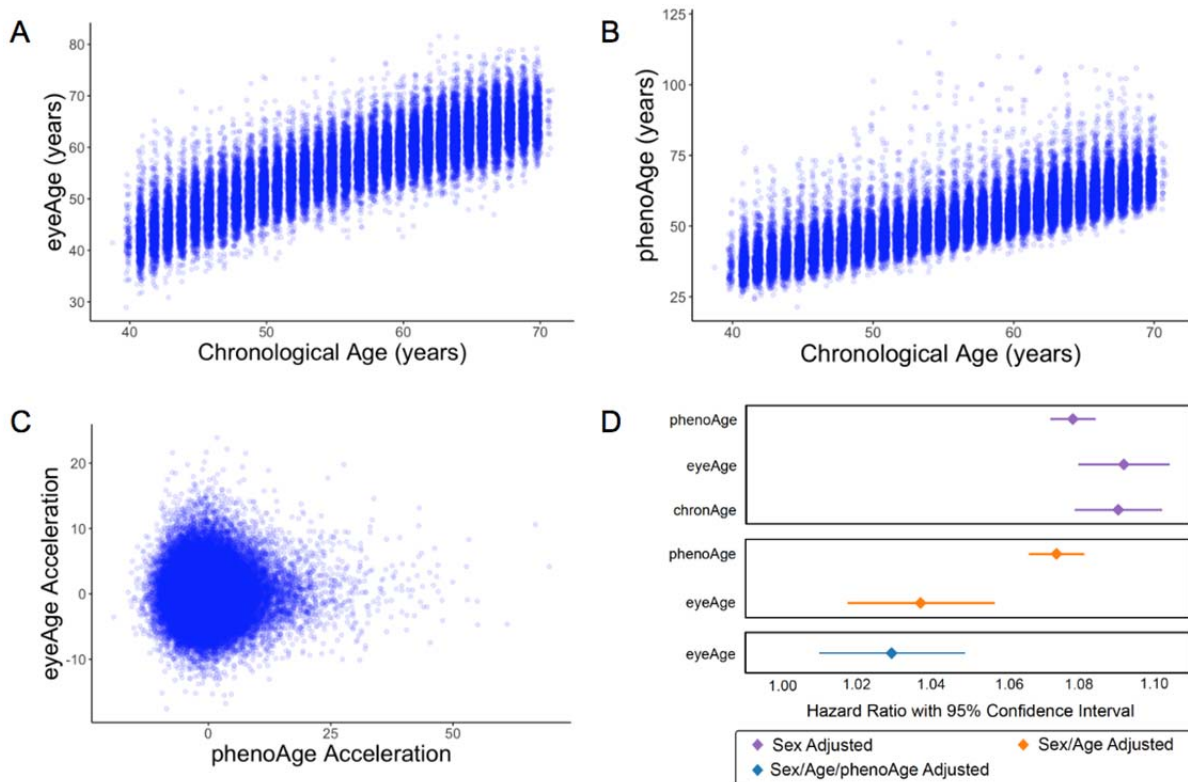 A
eyeAge (years)
80
70
60
50
40
30
40
50
60
70
Chronological Age (years)
B
phenoAge (years)
125
100
75
50
25
40
50
60
70
Chronological Age (years)
C
eyeAge Acceleration
20
10
0
-10
0
25
50
phenoAge Acceleration
D
phenoAge
eyeAge
chronAge
phenoAge
eyeAge
eyeAge
1.00 1.02 1.04 1.06 1.08 1.10
Hazard Ratio with 95% Confidence Interval
Sex Adjusted
Sex/Age Adjusted
Sex/Age/phenoAge Adjusted